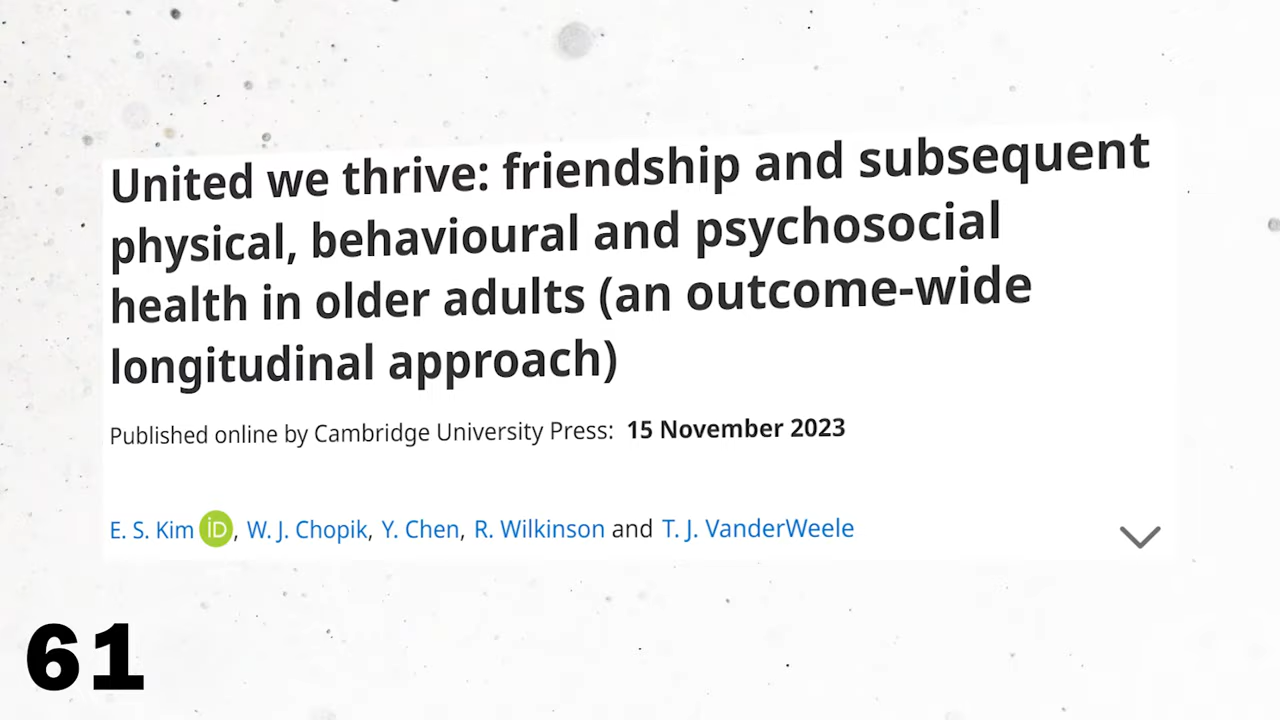 United we thrive: friendship and subsequent
physical, behavioural and psychosocial
health in older adults (an outcome-wide
longitudinal approach)
Published online by Cambridge University Press: 15 November 2023
E. S. Kim iD, W. J. Chopik, Y. Chen, R. Wilkinson and T. J. VanderWeele
61